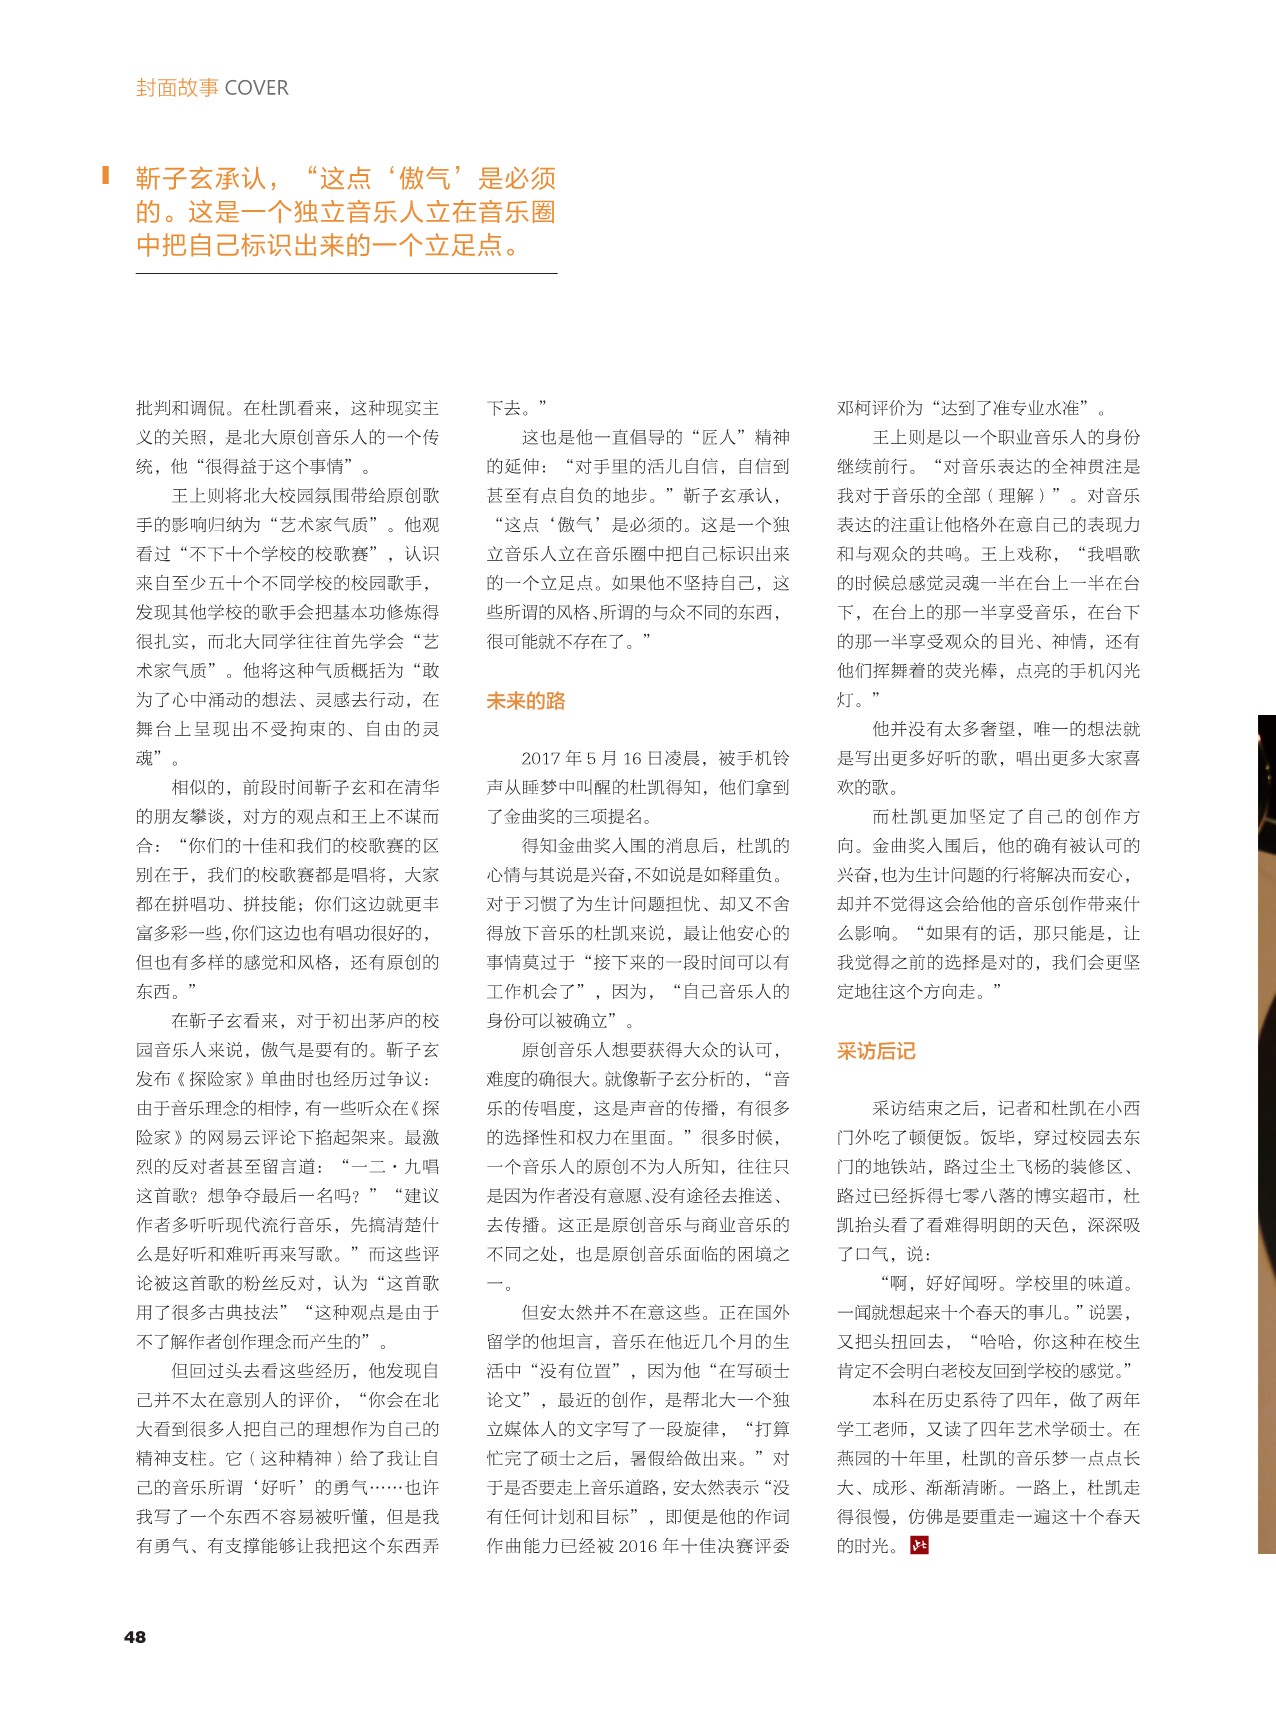 封面故事 COVER
靳子玄承认，“这点‘傲气’是必须
的。这是一个独立音乐人立在音乐圈
中把自己标识出来的一个立足点。
批判和调侃。在杜凯看来，这种现实主
义的关照，是北大原创音乐人的一个传
统，他“很得益于这个事情”。
王上则将北大校园氛围带给原创歌
手的影响归纳为“艺术家气质”。他观
看过“不下十个学校的校歌赛”，认识
来自至少五十个不同学校的校园歌手，
发现其他学校的歌手会把基本功修炼得
很扎实，而北大同学往往首先学会“艺
术家气质”。他将这种气质概括为“敢
为了心中涌动的想法、灵感去行动，在
舞台上呈现出不受拘束的、自由的灵
魂”。
相似的，前段时间靳子玄和在清华
的朋友攀谈，对方的观点和王上不谋而
合：“你们的十佳和我们的校歌赛的区
别在于，我们的校歌赛都是唱将，大家
都在拼唱功、拼技能；你们这边就更丰
富多彩一些，你们这边也有唱功很好的，
但也有多样的感觉和风格，还有原创的
东西。”
在靳子玄看来，对于初出茅庐的校
园音乐人来说，傲气是要有的。靳子玄
发布《探险家》单曲时也经历过争议：
由于音乐理念的相悖，有一些听众在《探
险家》的网易云评论下掐起架来。最激
烈的反对者甚至留言道：“一二·九唱
这首歌？想争夺最后一名吗？”“建议
作者多听听现代流行音乐，先搞清楚什
么是好听和难听再来写歌。”而这些评
论被这首歌的粉丝反对，认为“这首歌
用了很多古典技法”“这种观点是由于
不了解作者创作理念而产生的”。
但回过头去看这些经历，他发现自
己并不太在意别人的评价，“你会在北
大看到很多人把自己的理想作为自己的
精神支柱。它（这种精神）给了我让自
己的音乐所谓‘好听’的勇气……也许
我写了一个东西不容易被听懂，但是我
有勇气、有支撑能够让我把这个东西弄
下去。”
这也是他一直倡导的“匠人”精神
的延伸：“对手里的活儿自信，自信到
甚至有点自负的地步。”靳子玄承认，
“这点‘傲气’是必须的。这是一个独
立音乐人立在音乐圈中把自己标识出来
的一个立足点。如果他不坚持自己，这
些所谓的风格、所谓的与众不同的东西，
很可能就不存在了。”
未来的路
2017 年 5 月 16 日凌晨，被手机铃
声从睡梦中叫醒的杜凯得知，他们拿到
了金曲奖的三项提名。
得知金曲奖入围的消息后，杜凯的
心情与其说是兴奋，不如说是如释重负。
对于习惯了为生计问题担忧、却又不舍
得放下音乐的杜凯来说，最让他安心的
事情莫过于“接下来的一段时间可以有
工作机会了”，因为，“自己音乐人的
身份可以被确立”。
原创音乐人想要获得大众的认可，
难度的确很大。就像靳子玄分析的，“音
乐的传唱度，这是声音的传播，有很多
的选择性和权力在里面。”很多时候，
一个音乐人的原创不为人所知，往往只
是因为作者没有意愿、没有途径去推送、
去传播。这正是原创音乐与商业音乐的
不同之处，也是原创音乐面临的困境之
一。
但安太然并不在意这些。正在国外
留学的他坦言，音乐在他近几个月的生
活中“没有位置”，因为他“在写硕士
论文”，最近的创作，是帮北大一个独
立媒体人的文字写了一段旋律，“打算
忙完了硕士之后，暑假给做出来。”对
于是否要走上音乐道路，安太然表示“没
有任何计划和目标”，即便是他的作词
作曲能力已经被 2016 年十佳决赛评委
邓柯评价为“达到了准专业水准”。
王上则是以一个职业音乐人的身份
继续前行。“对音乐表达的全神贯注是
我对于音乐的全部（理解）”。对音乐
表达的注重让他格外在意自己的表现力
和与观众的共鸣。王上戏称，“我唱歌
的时候总感觉灵魂一半在台上一半在台
下，在台上的那一半享受音乐，在台下
的那一半享受观众的目光、神情，还有
他们挥舞着的荧光棒，点亮的手机闪光
灯。”
他并没有太多奢望，唯一的想法就
是写出更多好听的歌，唱出更多大家喜
欢的歌。
而杜凯更加坚定了自己的创作方
向。金曲奖入围后，他的确有被认可的
兴奋，也为生计问题的行将解决而安心，
却并不觉得这会给他的音乐创作带来什
么影响。“如果有的话，那只能是，让
我觉得之前的选择是对的，我们会更坚
定地往这个方向走。”
采访后记
采访结束之后，记者和杜凯在小西
门外吃了顿便饭。饭毕，穿过校园去东
门的地铁站，路过尘土飞杨的装修区、
路过已经拆得七零八落的博实超市，杜
凯抬头看了看难得明朗的天色，深深吸
了口气，说：
“啊，好好闻呀。学校里的味道。
一闻就想起来十个春天的事儿。”说罢，
又把头扭回去，“哈哈，你这种在校生
肯定不会明白老校友回到学校的感觉。”
本科在历史系待了四年，做了两年
学工老师，又读了四年艺术学硕士。在
燕园的十年里，杜凯的音乐梦一点点长
大、成形、渐渐清晰。一路上，杜凯走
得很慢，仿佛是要重走一遍这十个春天
的时光。
48